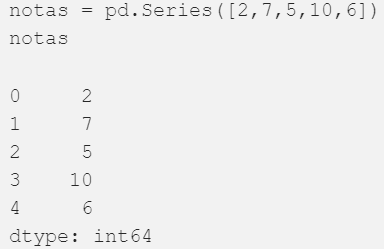 notas = pd.Series([2,7,5,10,6])
notas
0 2
1 7
2 5
3 10
4 6
dtype: int64